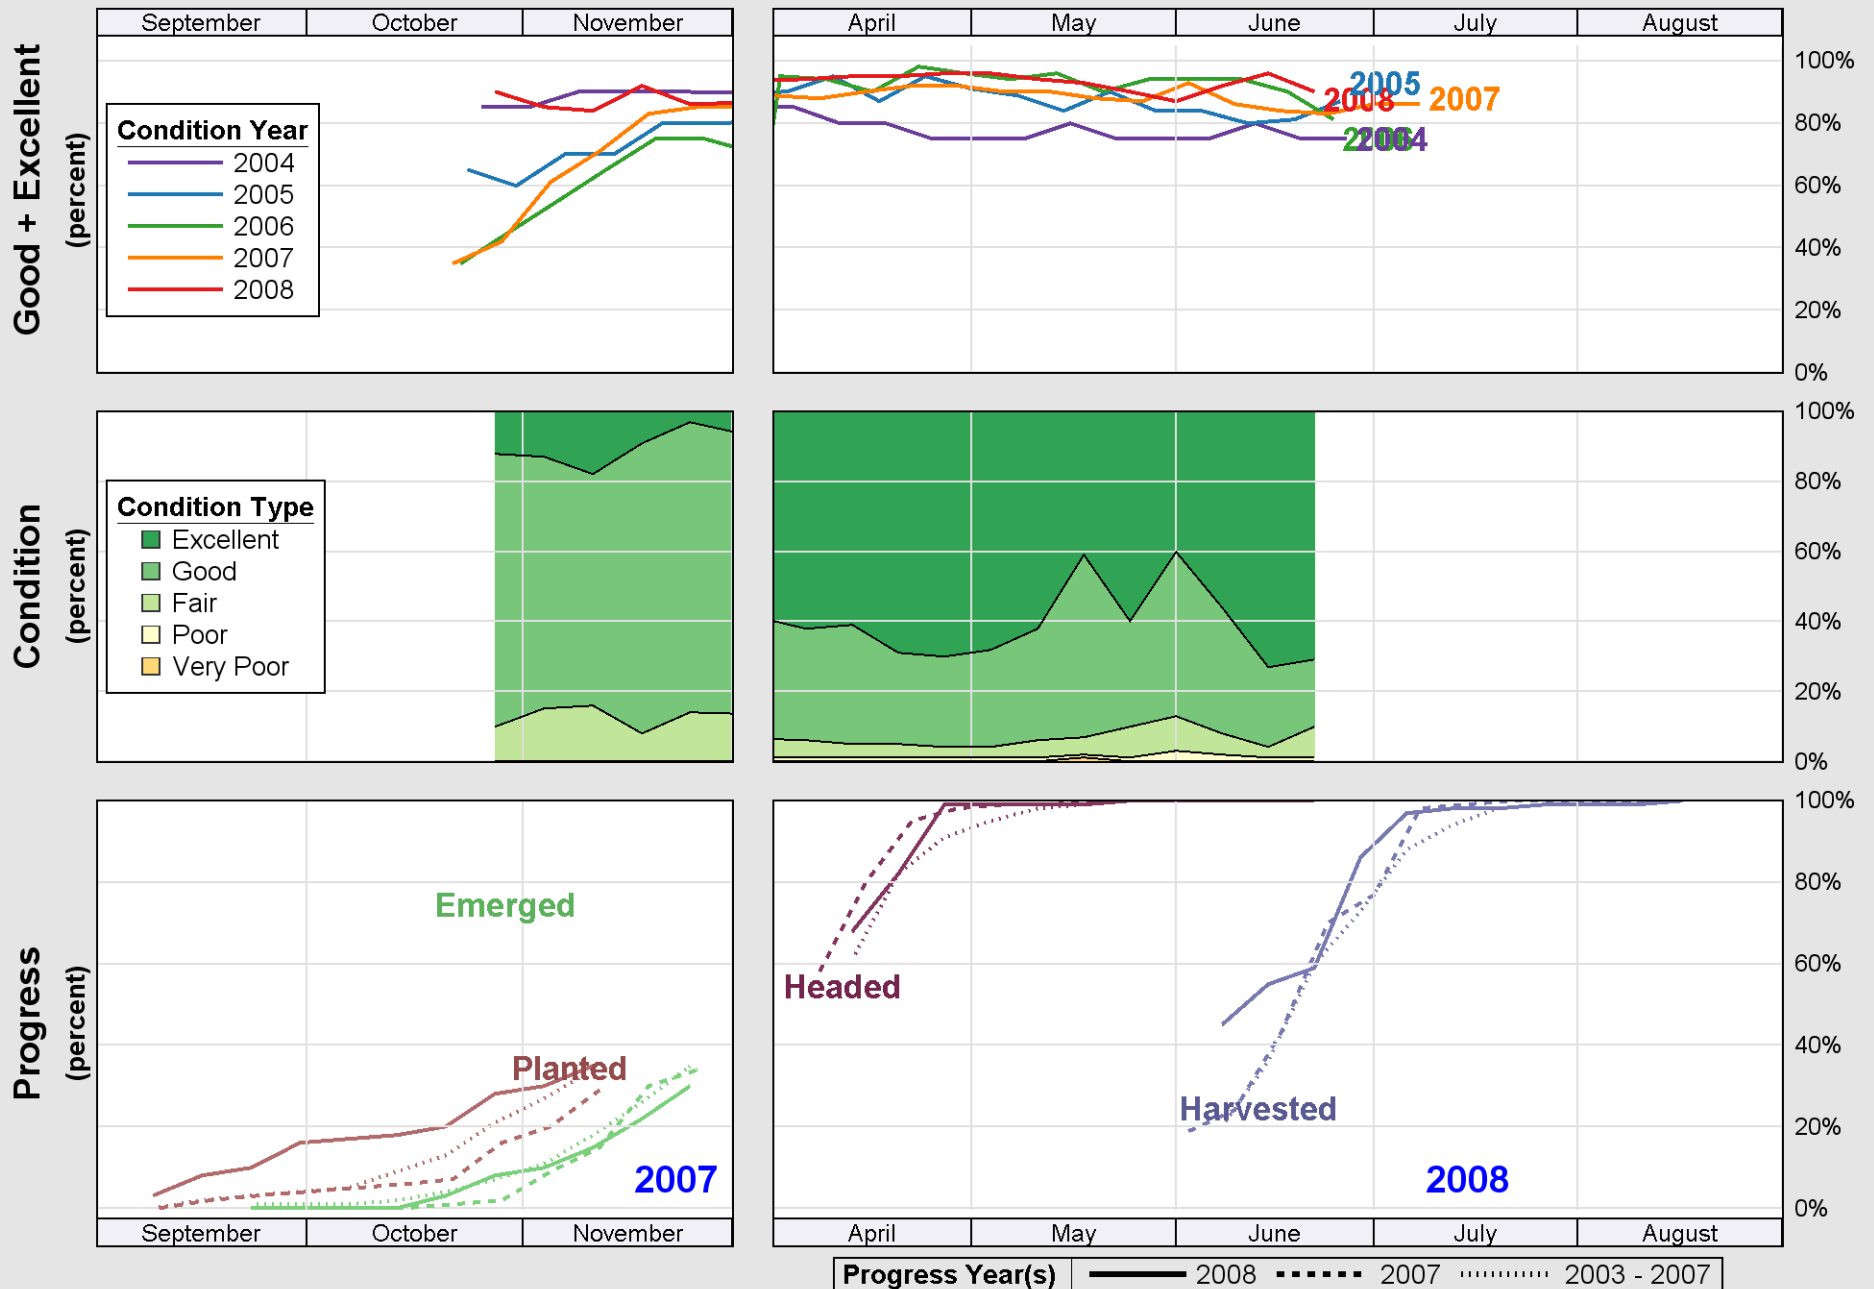 September October November April May June July August
Good + Excellent
(percent)
100%
80%
60%
40%
20%
0%
Condition Year
2004
2005
2006
2007
2008
2005
2008
2007
2006
2004
Condition
(percent)
100%
80%
60%
40%
20%
0%
Condition Type
Excellent
Good
Fair
Poor
Very Poor
Progress
(percent)
100%
80%
60%
40%
20%
0%
Emerged
Headed
Planted
Harvested
2007
2008
September October November April May June July August
Progress Year(s) 2008 2007 2003 - 2007